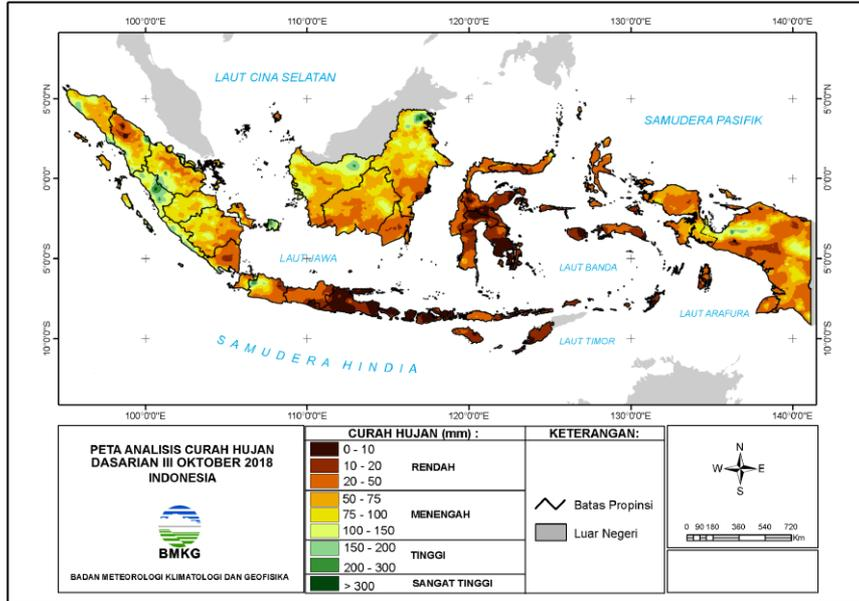 100°0'0"E 110°0'0"E 120°0'0"E 130°0'0"E 140°0'0"E
LAUT CINA SELATAN
5°0'0"N 5°0'0"N
SAMUDERA PASIFIK
0°0'0" 0°0'0"
LAUT JAWA
LAUT BANDA
5°0'0"S 5°0'0"S
LAUT ARAFURA
SAMUDERA HINDIA
LAUT TIMOR
10°0'0"S 10°0'0"S
100°0'0"E 110°0'0"E 120°0'0"E 130°0'0"E 140°0'0"E
PETA ANALISIS CURAH HUJAN
DASARIAN III OKTOBER 2018
INDONESIA
BMKG
BADAN METEOROLOGI KLIMATOLOGI DAN GEOFISIKA
CURAH HUJAN (mm) :
0 - 10
10 - 20 RENDAH
20 - 50
50 - 75
75 - 100 MENENGAH
100 - 150
150 - 200
TINGGI
200 - 300
> 300 SANGAT TINGGI
KETERANGAN:
Batas Propinsi
Luar Negeri
N
W E
S
0 90 180 360 540 720
Km